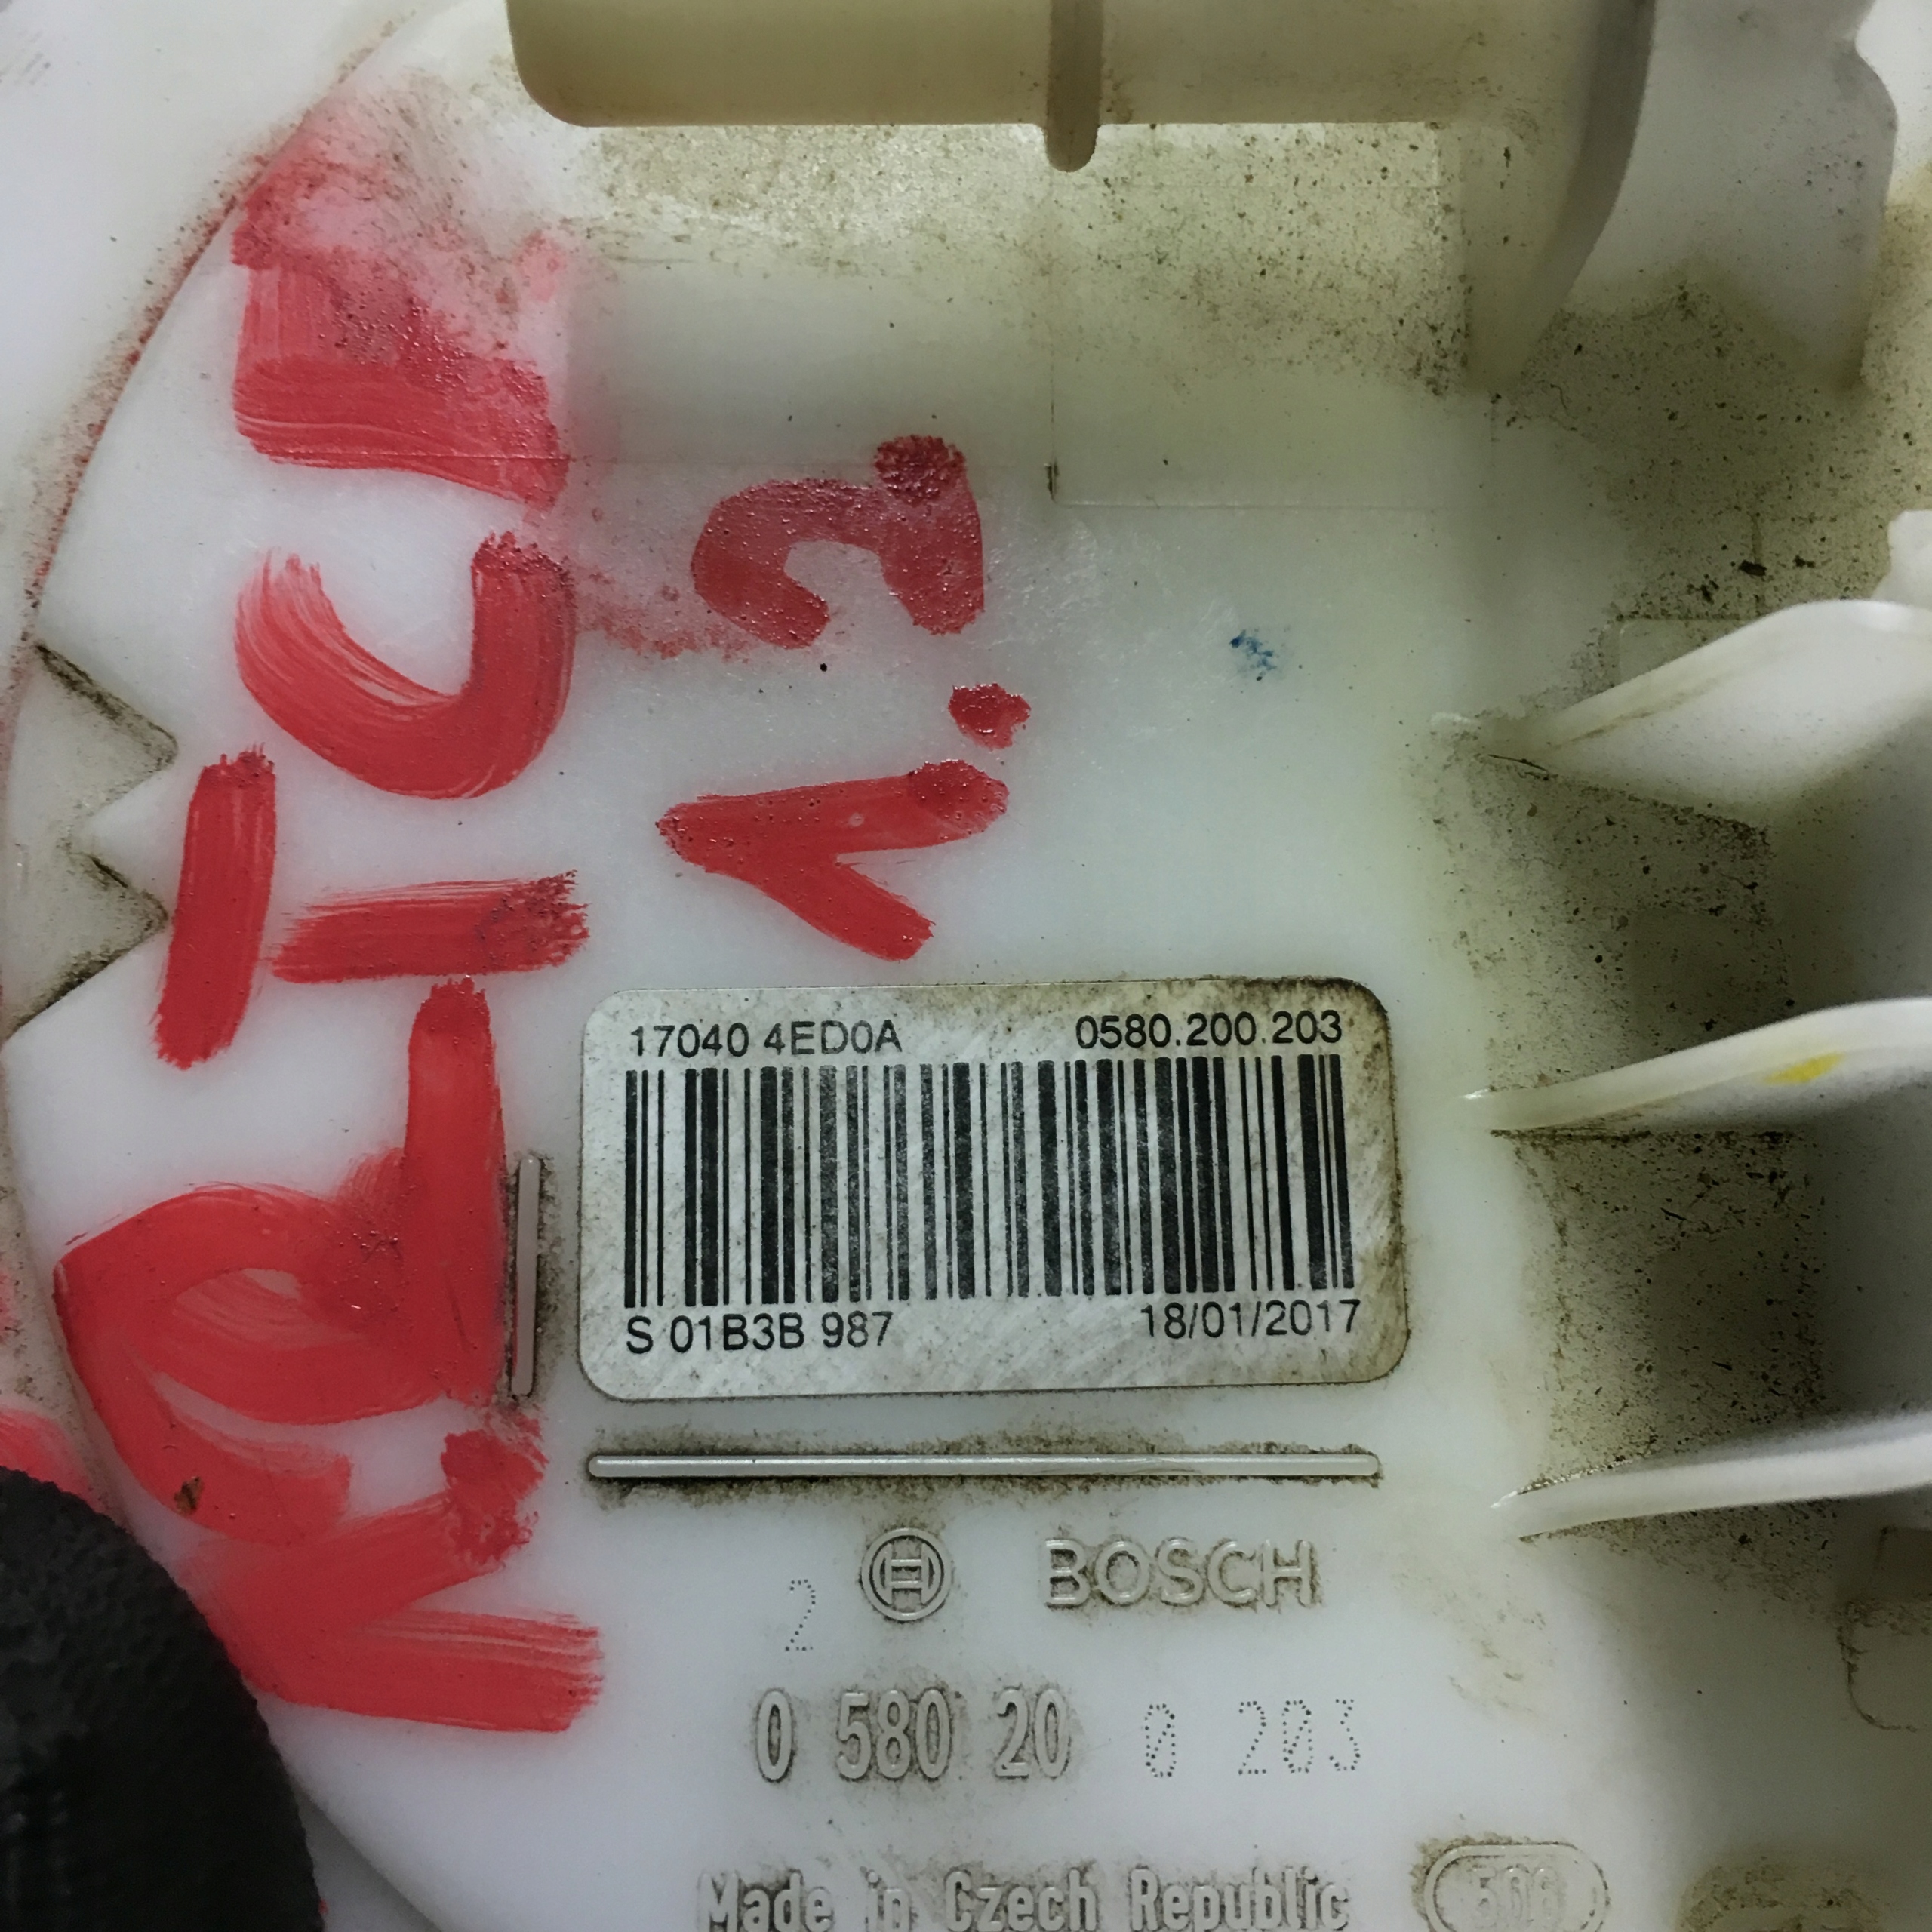 17040 4ED0A 0580.200.203
S 01B3B 987 18/01/2017
BOSCH
2
0 580 20 0 203
Made in Czech Republic